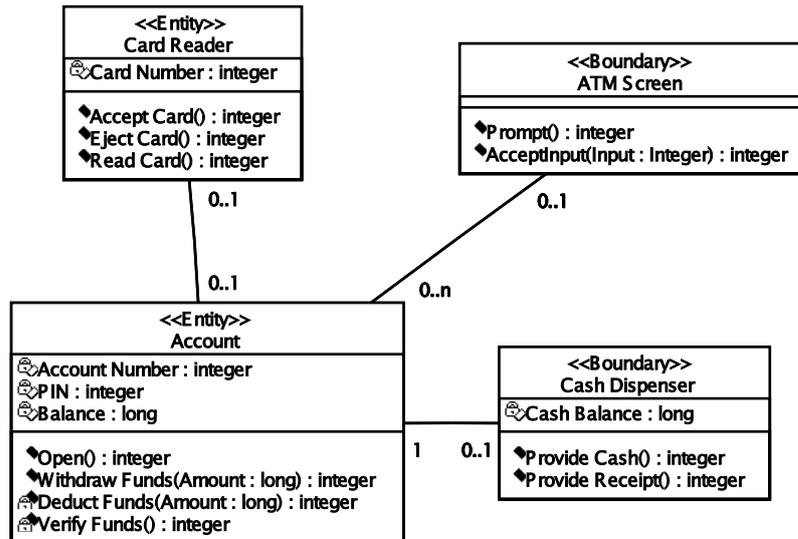 <<Entity>>
Card Reader
Card Number : integer
Accept Card() : integer
Eject Card() : integer
Read Card() : integer
<<Boundary>>
ATM Screen
Prompt() : integer
AcceptInput(Input : Integer) : integer
0..1
0..1
0..1
0..n
<<Entity>>
Account
Account Number : integer
PIN : integer
Balance : long
Open() : integer
Withdraw Funds(Amount : long) : integer
Deduct Funds(Amount : long) : integer
Verify Funds() : integer
1
0..1
<<Boundary>>
Cash Dispenser
Cash Balance : long
Provide Cash() : integer
Provide Receipt() : integer